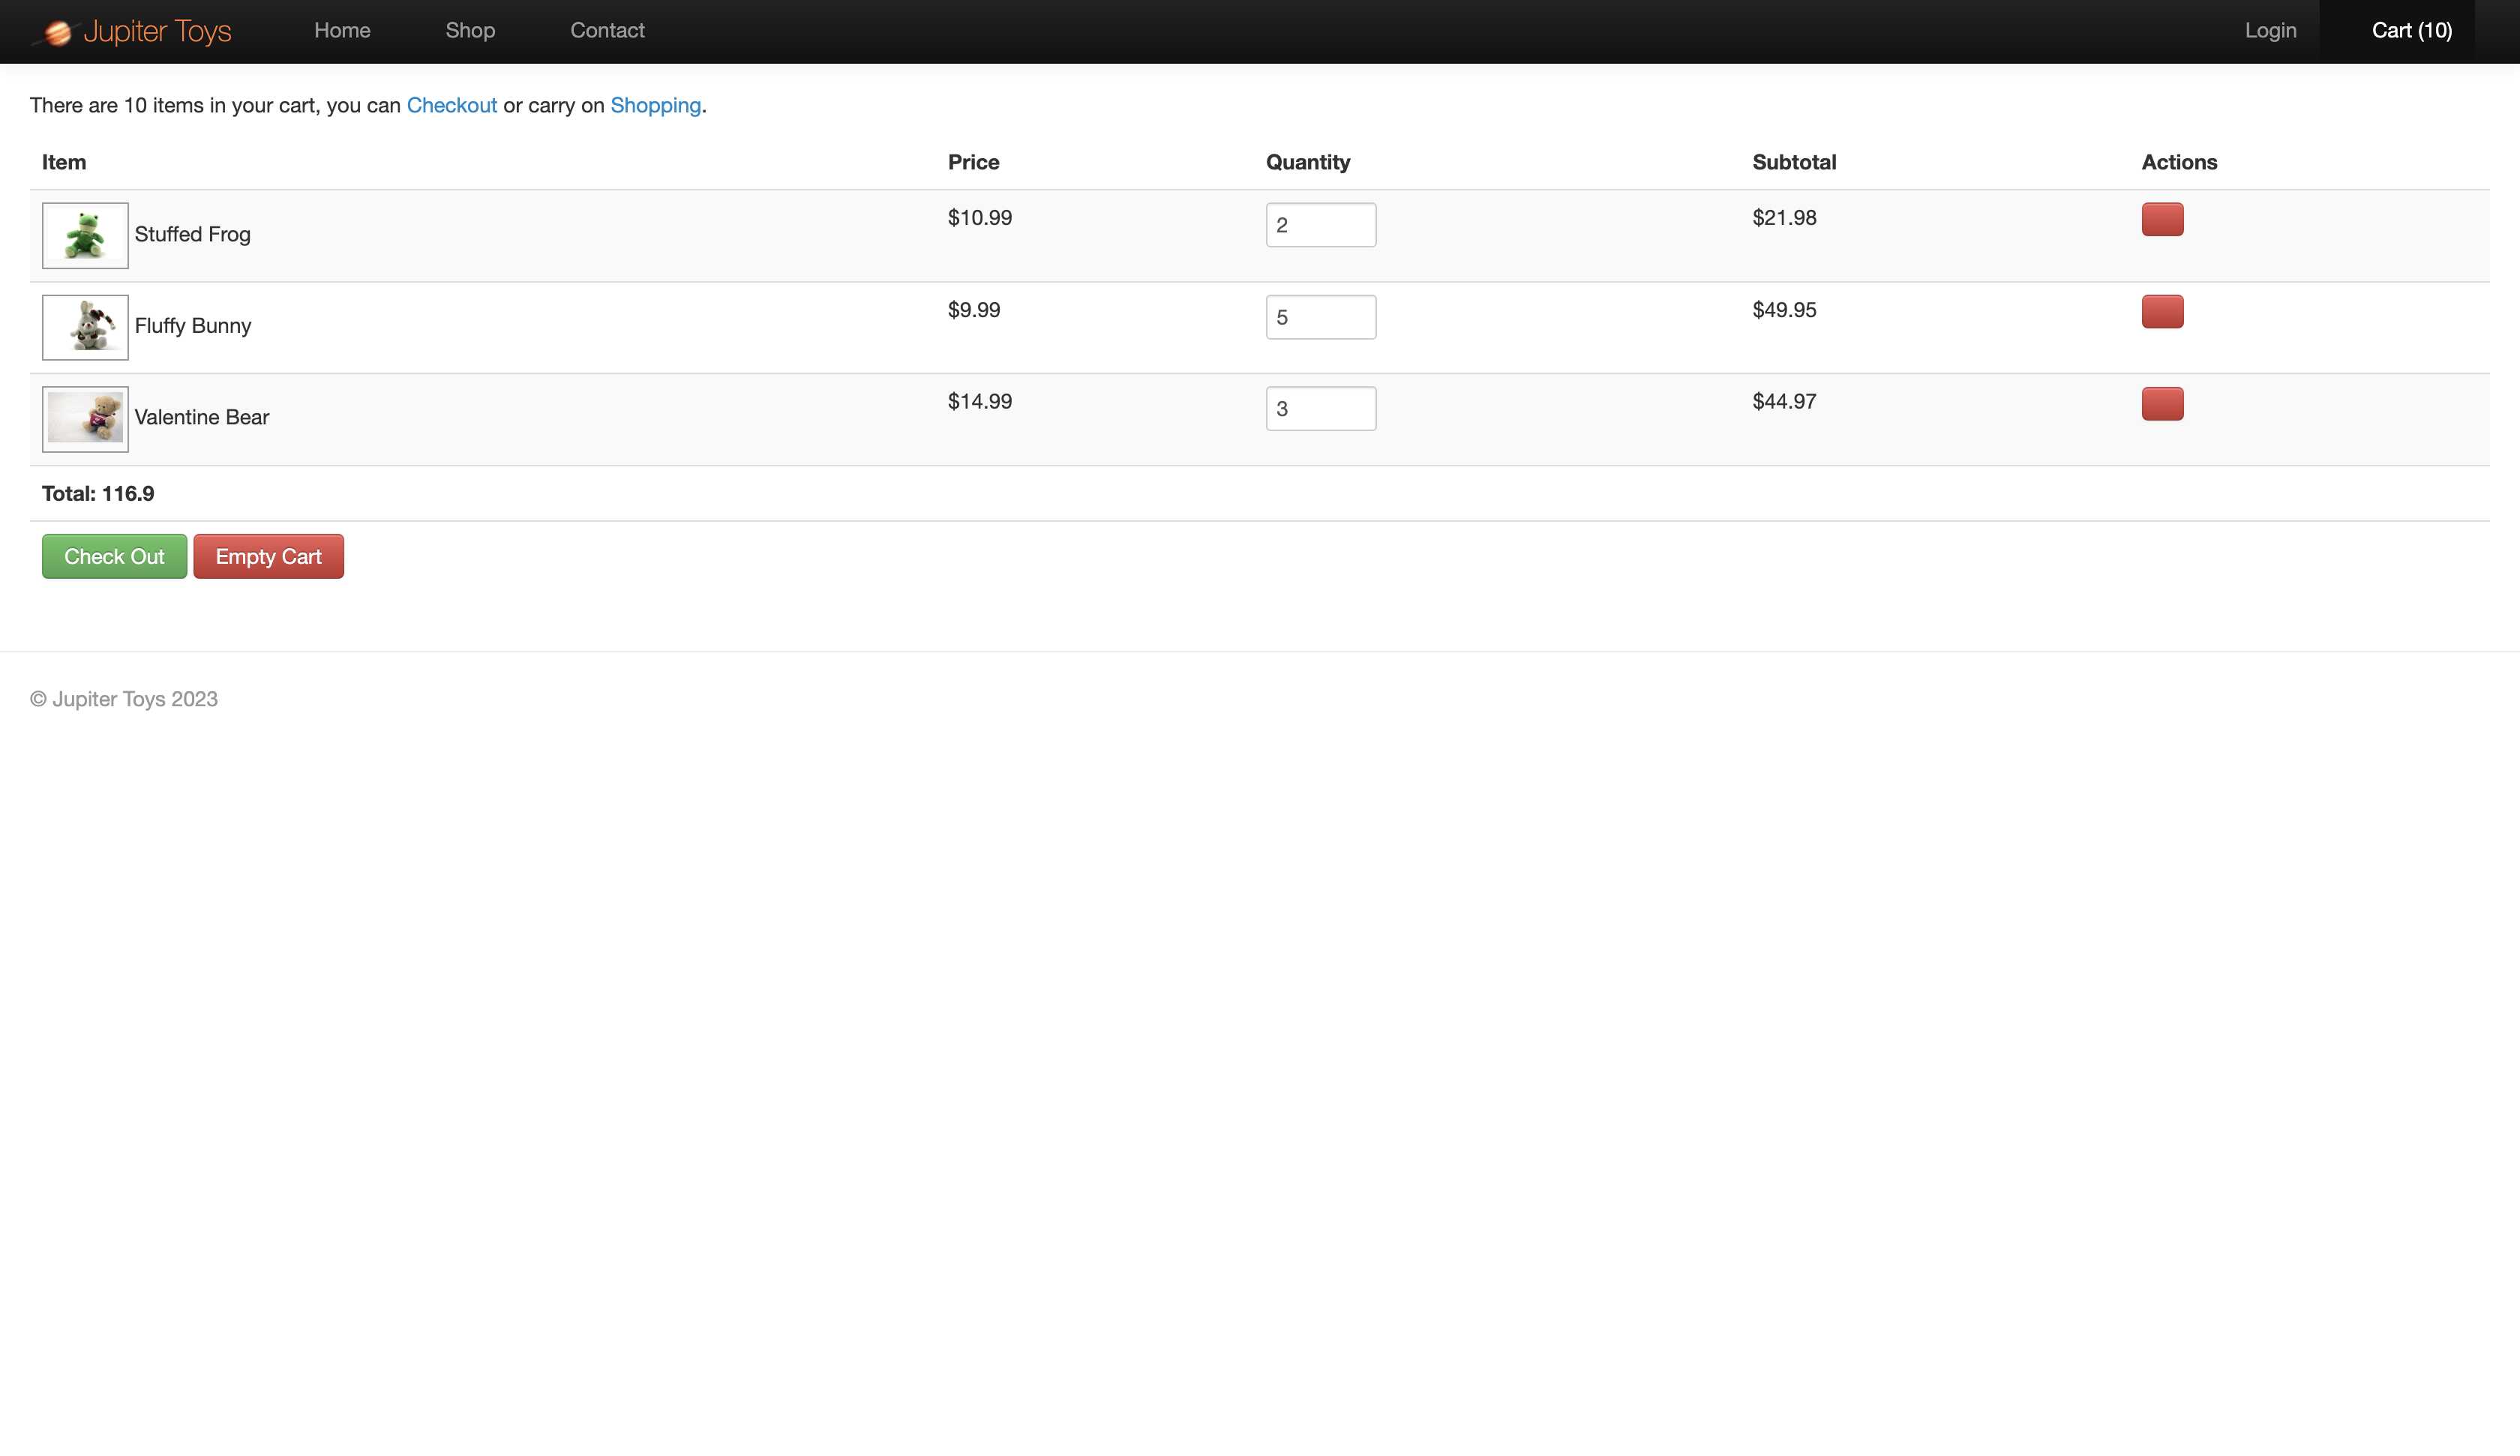 Jupiter Toys Home Shop Contact Login Cart (10)
There are 10 items in your cart, you can Checkout or carry on Shopping.
Item Price Quantity Subtotal Actions
Stuffed Frog $10.99 2 $21.98
Fluffy Bunny $9.99 5 $49.95
Valentine Bear $14.99 3 $44.97
Total: 116.9
Check Out Empty Cart
© Jupiter Toys 2023